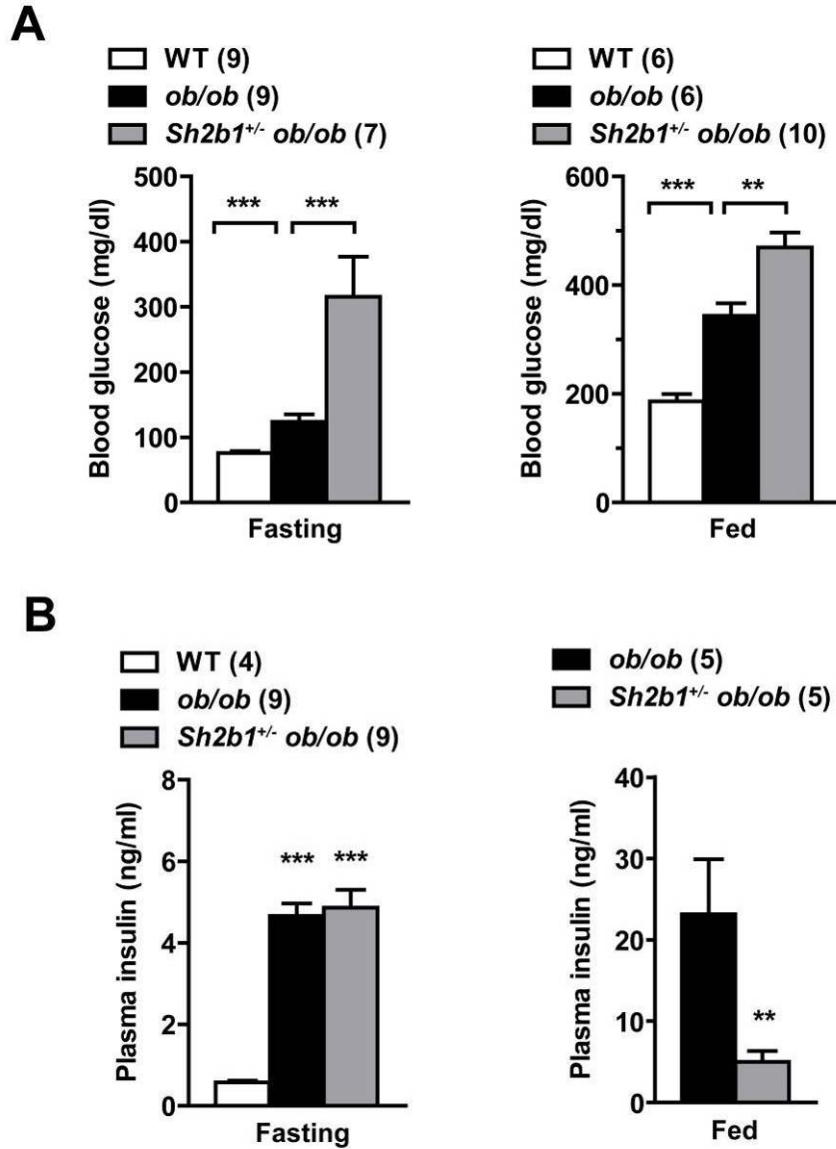 A
WT (9)
ob/ob (9)
Sh2b1+/- ob/ob (7)
500
400
300
200
100
0
Blood glucose (mg/dl)
***
***
Fasting
WT (6)
ob/ob (6)
Sh2b1+/- ob/ob (10)
600
400
200
0
Blood glucose (mg/dl)
***
**
Fed
B
WT (4)
ob/ob (9)
Sh2b1+/- ob/ob (9)
8
6
4
2
0
Plasma insulin (ng/ml)
***
***
Fasting
ob/ob (5)
Sh2b1+/- ob/ob (5)
40
30
20
10
0
Plasma insulin (ng/ml)
**
Fed